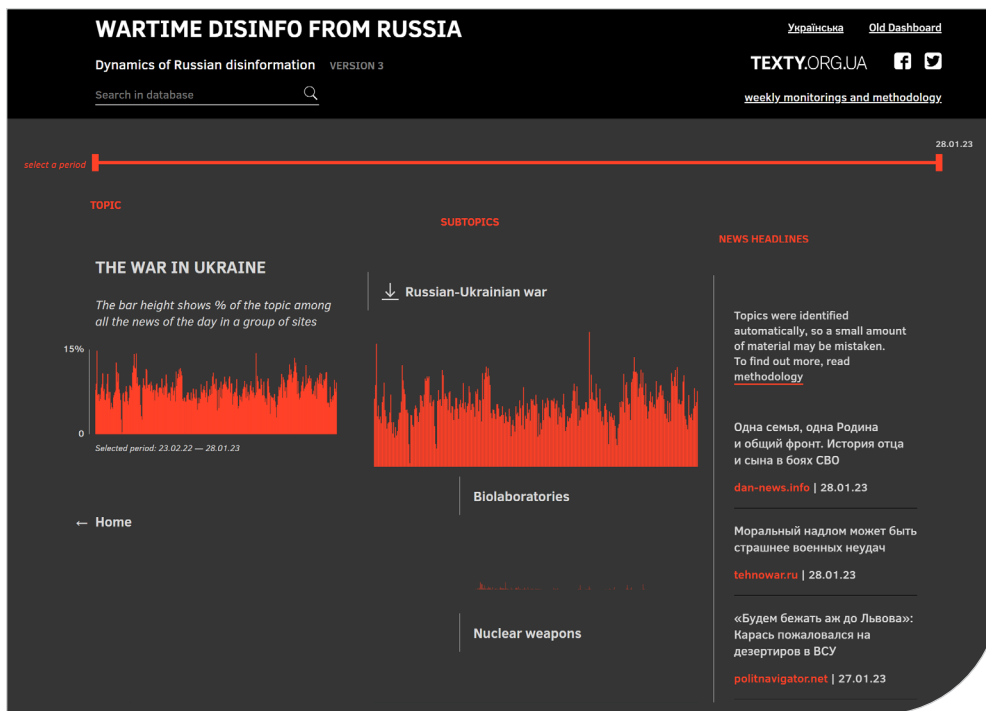 WARTIME DISINFO FROM RUSSIA
Українська Old Dashboard
Dynamics of Russian disinformation VERSION 3
TEXTY.ORG.UA
Search in database
weekly monitorings and methodology
28.01.23
select a period
TOPIC
SUBTOPICS
NEWS HEADLINES
THE WAR IN UKRAINE
The bar height shows % of the topic among
all the news of the day in a group of sites
15%
0
Selected period: 23.02.22 — 28.01.23
← Home
Russian-Ukrainian war
Biolaboratories
Nuclear weapons
Topics were identified
automatically, so a small amount
of material may be mistaken.
To find out more, read
methodology
Одна семья, одна Родина
и общий фронт. История отца
и сына в боях СВО
dan-news.info | 28.01.23
Моральный надлом может быть
страшнее военных неудач
tehnowar.ru | 28.01.23
«Будем бежать аж до Львова»:
Карась пожаловался на
дезертиров в ВСУ
politnavigator.net | 27.01.23